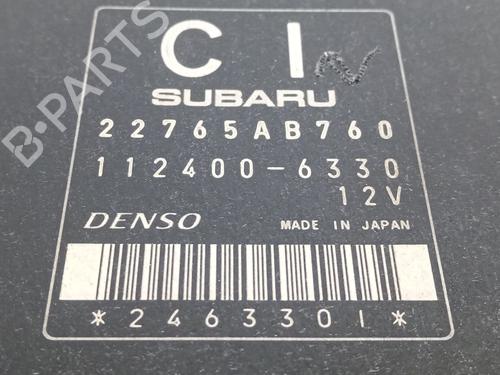 C I
SUBARU
22765AB760
112400-6330
12V
DENSO MADE IN JAPAN
*2463301*
B-PARTS